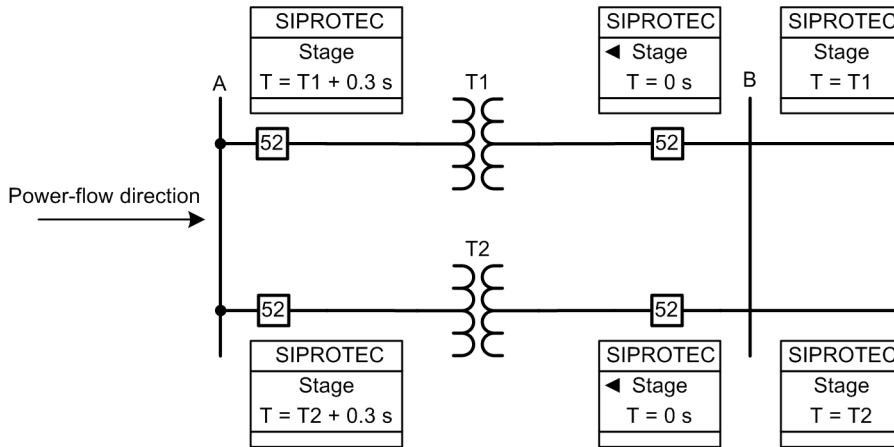 SIPROTEC
Stage
T = T1 + 0.3 s
SIPROTEC
◄ Stage
T = 0 s
SIPROTEC
Stage
T = T1
A
T1
B
52
52
Power-flow direction
T2
52
52
SIPROTEC
Stage
T = T2 + 0.3 s
SIPROTEC
◄ Stage
T = 0 s
SIPROTEC
Stage
T = T2